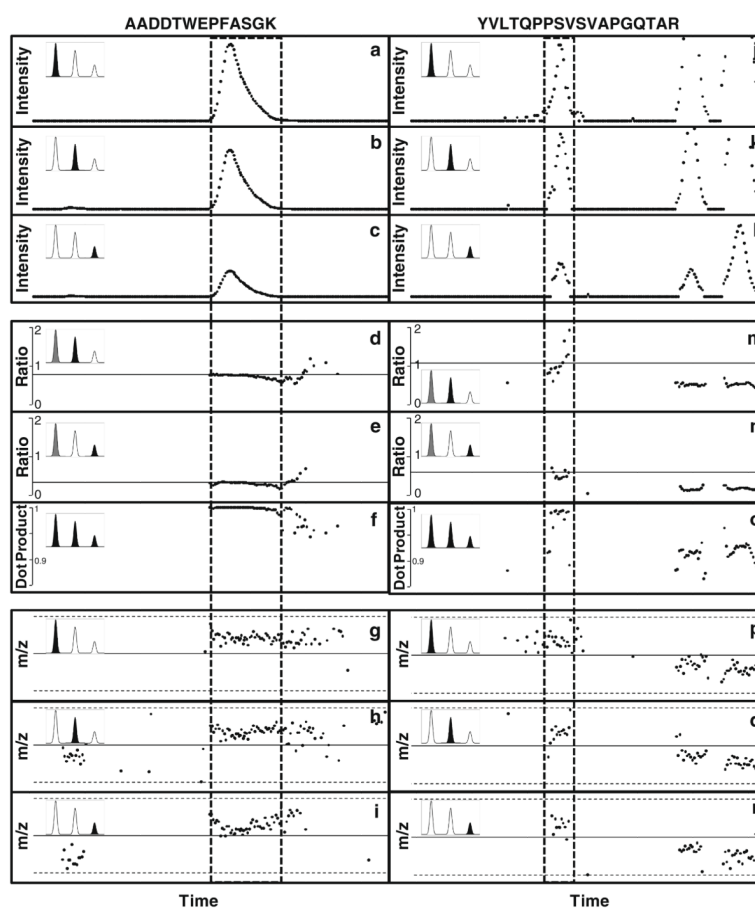 AADDTWEPFASGK YVLTQPPSVSVAPGQTAR
Intensity a Intensity
Intensity b Intensity
Intensity c Intensity
Ratio 2 1 0 d Ratio 2 1 0
Ratio 2 1 0 e Ratio 2 1 0
Dot Product 1 0.9 f Dot Product 1 0.9
m/z g m/z p
m/z h m/z
m/z i m/z
Time Time